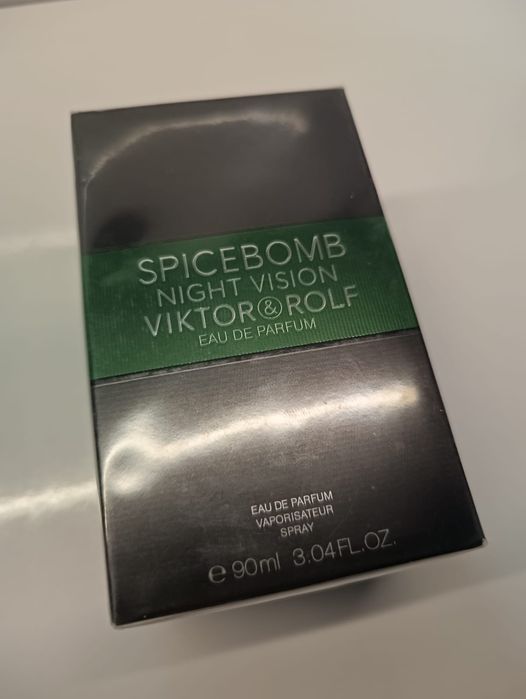 SPICEBOMB
NIGHT VISION
VIKTOR&ROLF
EAU DE PARFUM
EAU DE PARFUM
VAPORISATEUR
SPRAY
℮ 90ml 3.04FL.OZ.